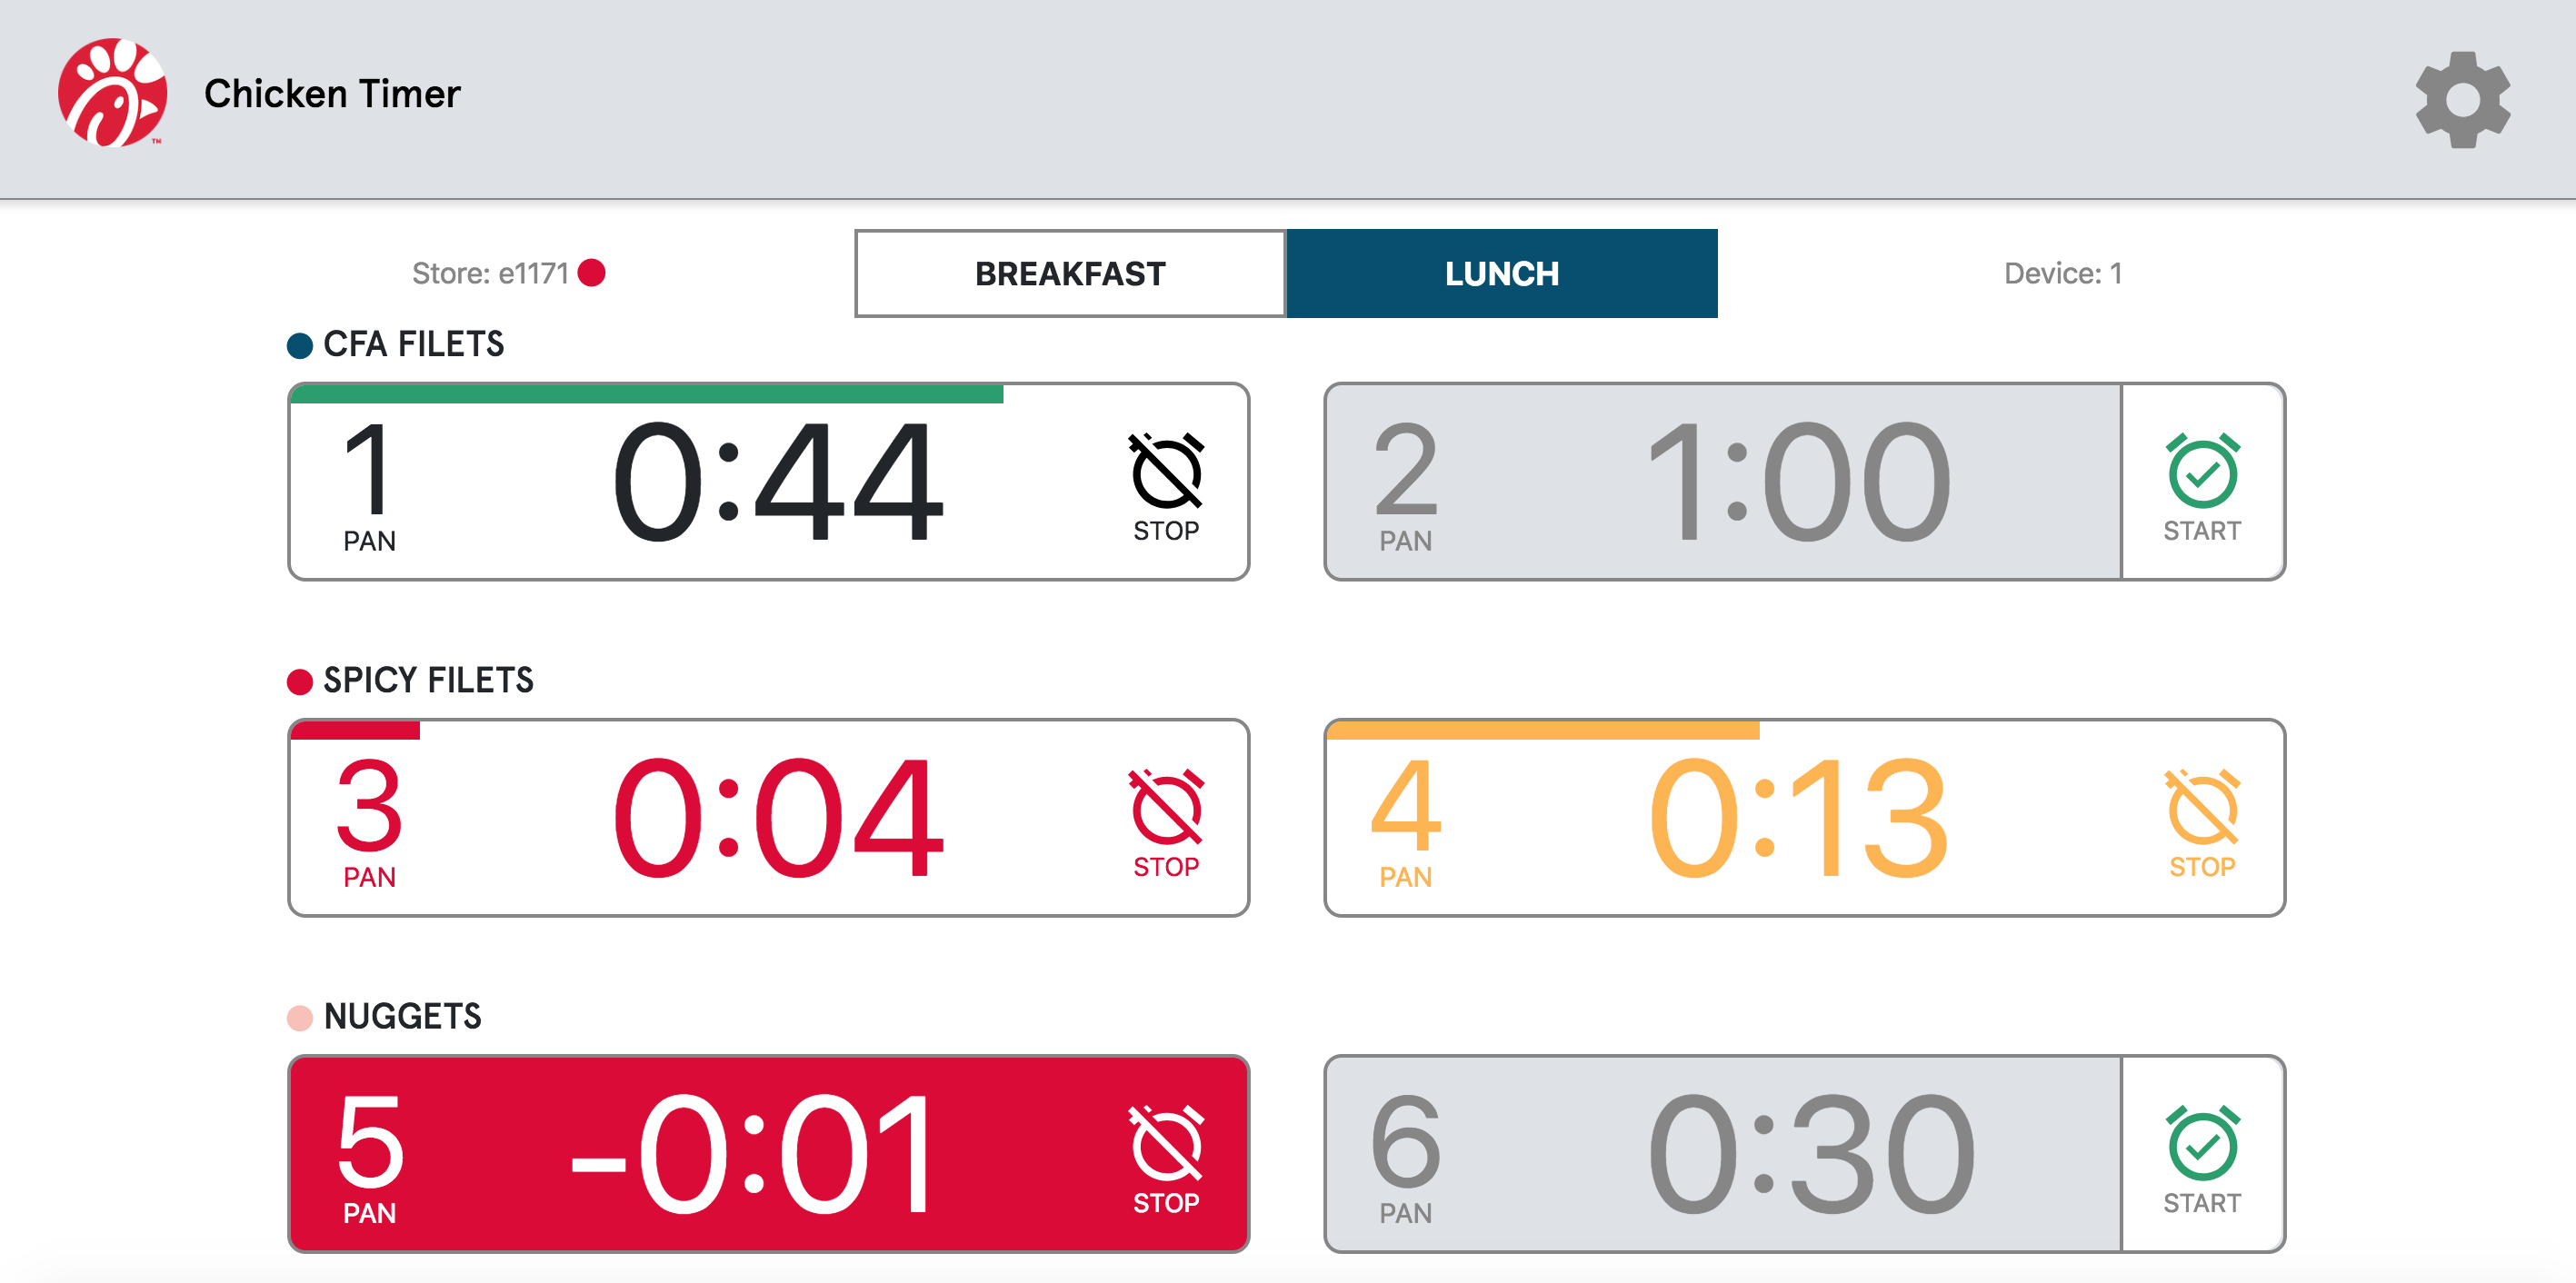 Chicken Timer
TM
Store: e1171
BREAKFAST
LUNCH
Device: 1
CFA FILETS
1
PAN
0:44
STOP
2
PAN
1:00
START
SPICY FILETS
3
PAN
0:04
STOP
4
PAN
0:13
STOP
NUGGETS
5
PAN
-0:01
STOP
6
PAN
0:30
START